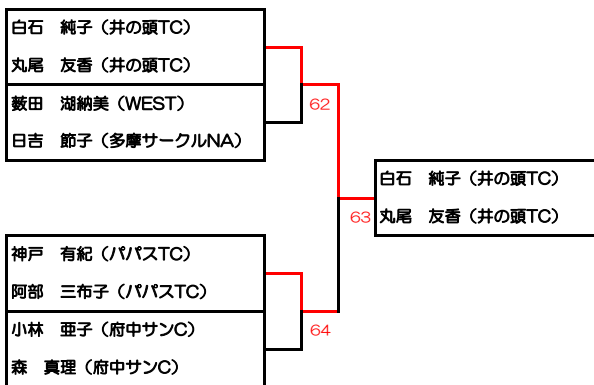 白石　純子（井の頭TC）
丸尾　友香（井の頭TC）
薮田　湖納美（WEST）
日吉　節子（多摩サークルNA）
62
白石　純子（井の頭TC）
63
丸尾　友香（井の頭TC）
神戸　有紀（パパスTC）
阿部　三布子（パパスTC）
小林　亜子（府中サンC）
64
森　真理（府中サンC）